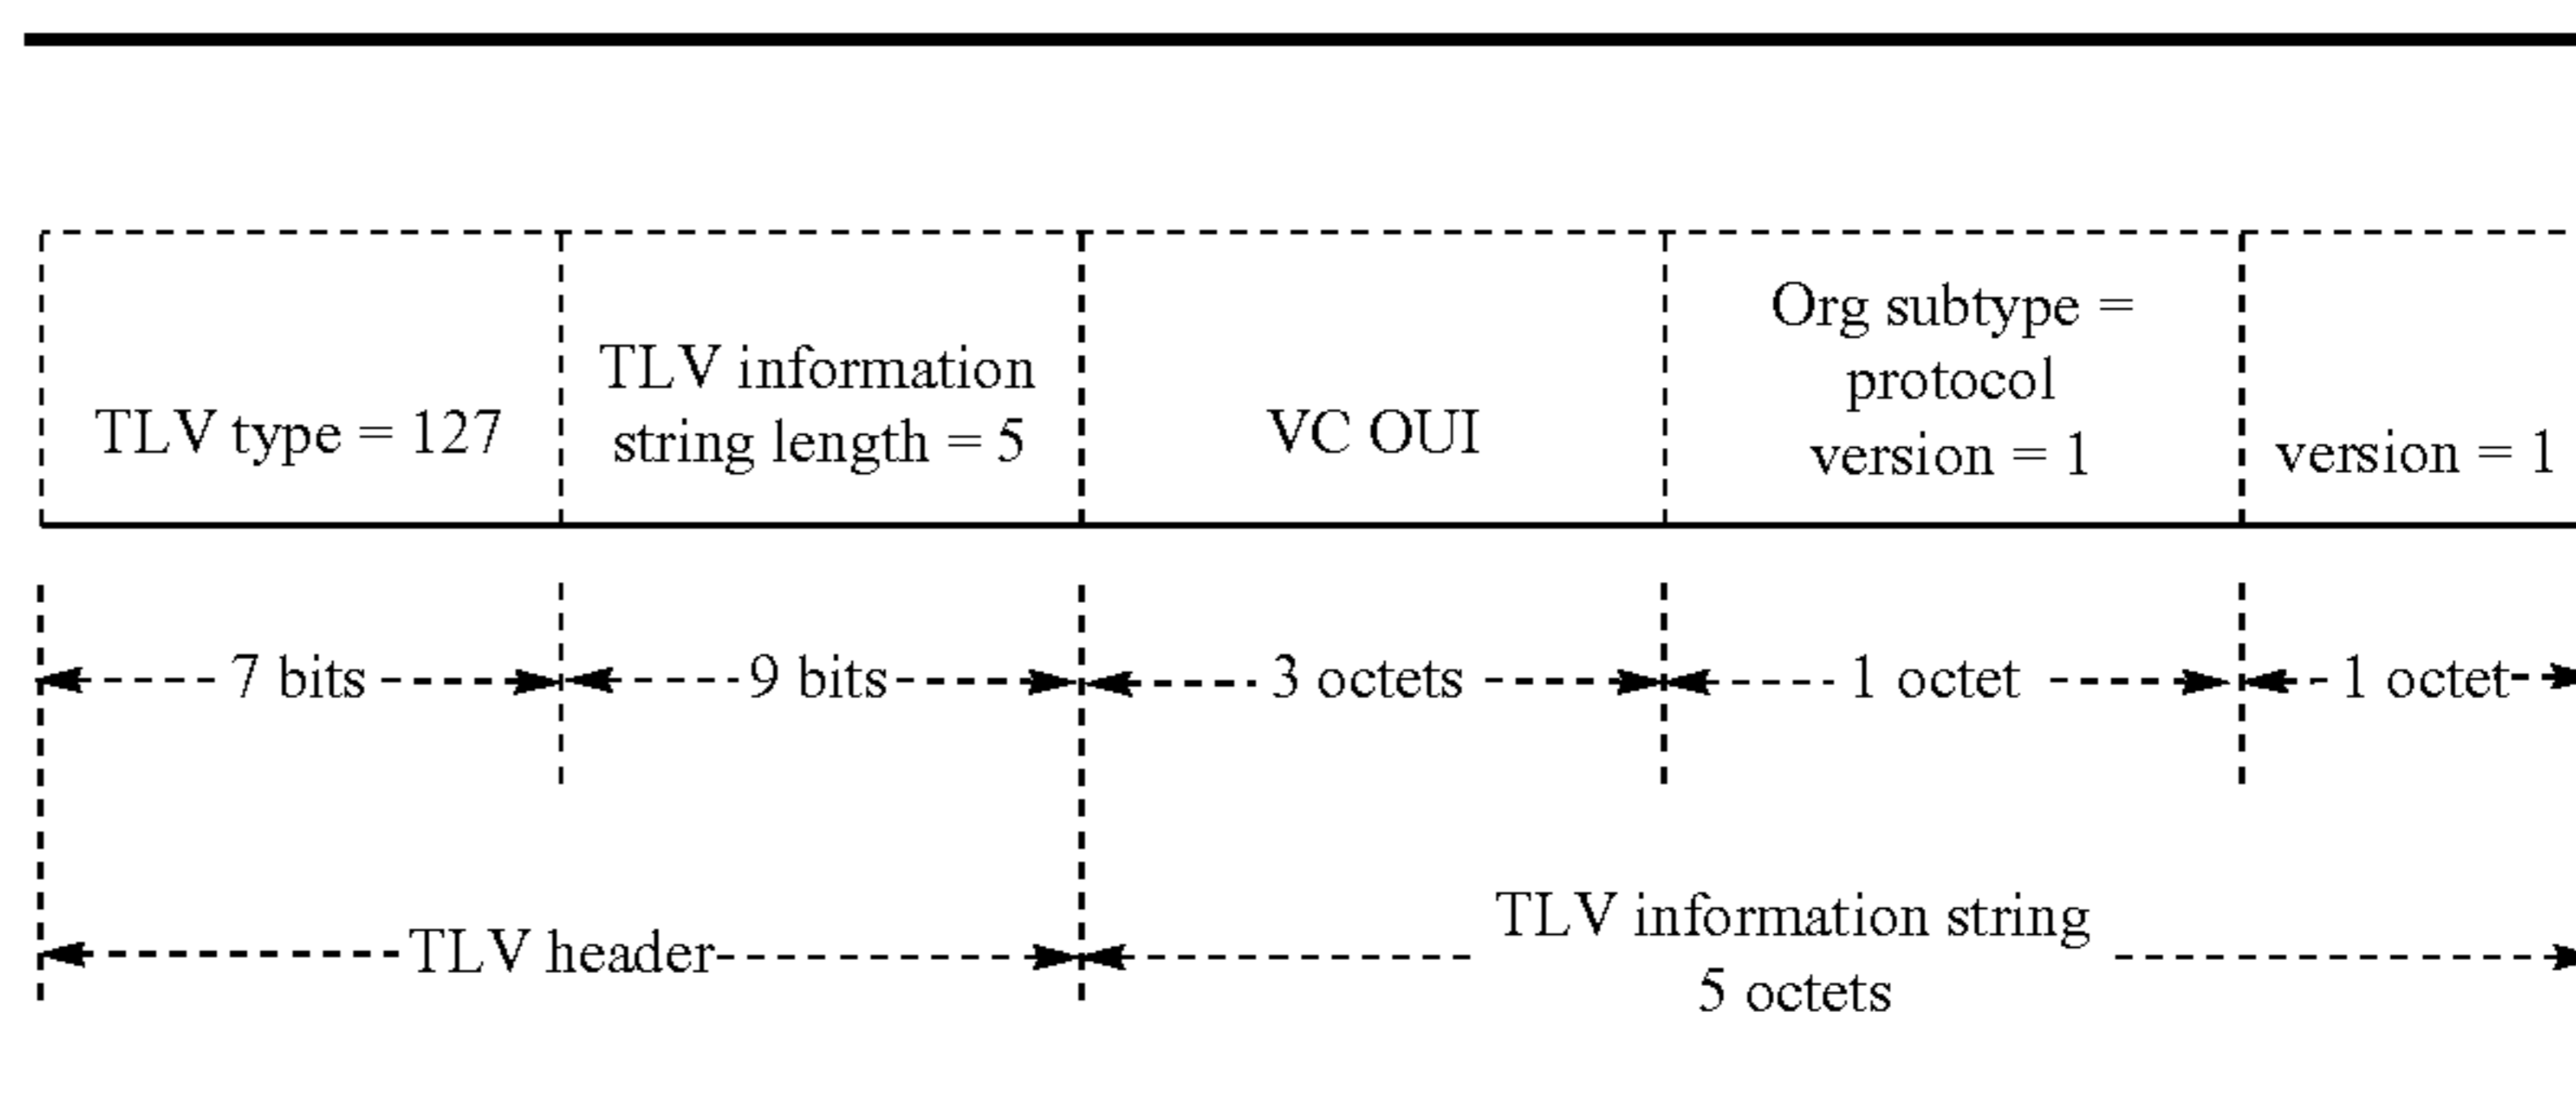 TLV type = 127
TLV information
string length = 5
VC OUI
Org subtype =
protocol
version = 1
version = 1
7 bits
9 bits
3 octets
1 octet
1 octet
TLV header
TLV information string
5 octets